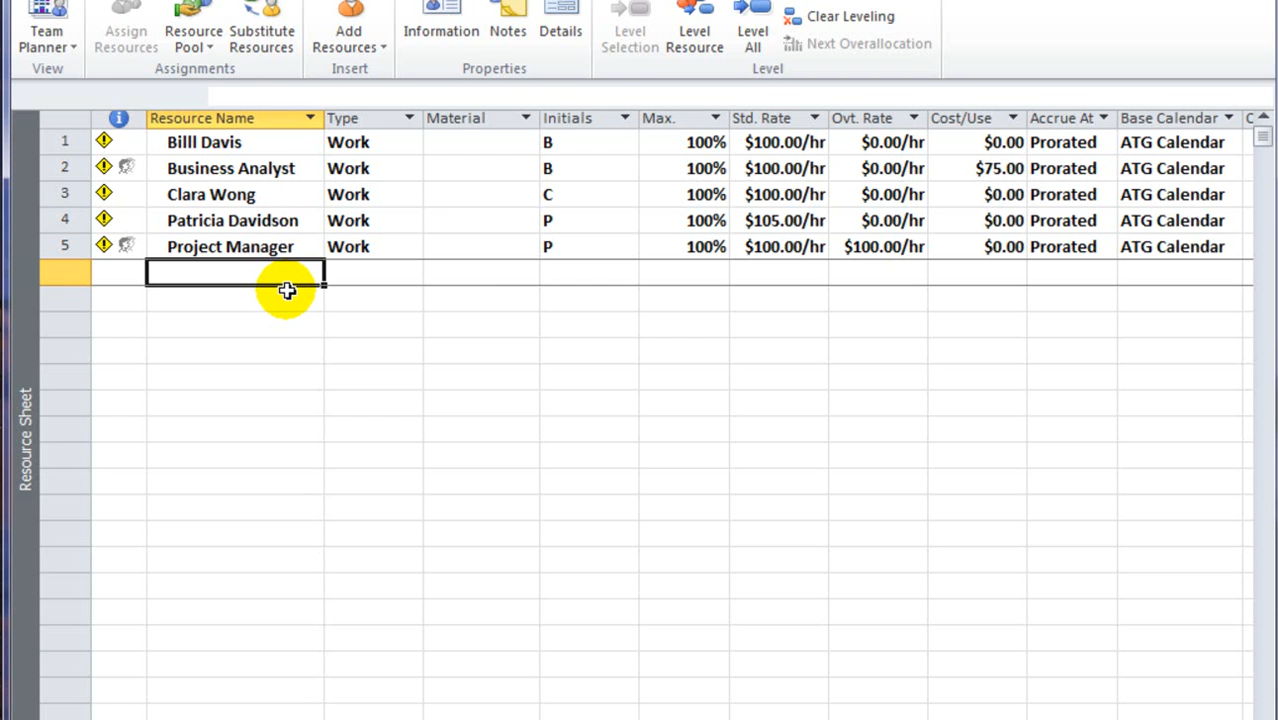 Team Planner Assign Resources Resource Pool Substitute Resources Add Resources Information Notes Details Level Selection Level Resource Level All Clear Leveling
Next Overallocation
View Assignments Insert Properties Level
Resource Name Type Material Initials Max. Std. Rate Ovt. Rate Cost/Use Accrue At Base Calendar C
1 Billl Davis Work B 100% $100.00/hr $0.00/hr $0.00 Prorated ATG Calendar
2 Business Analyst Work B 100% $100.00/hr $0.00/hr $75.00 Prorated ATG Calendar
3 Clara Wong Work C 100% $100.00/hr $0.00/hr $0.00 Prorated ATG Calendar
4 Patricia Davidson Work P 100% $105.00/hr $0.00/hr $0.00 Prorated ATG Calendar
5 Project Manager Work P 100% $100.00/hr $100.00/hr $0.00 Prorated ATG Calendar
Resource Sheet